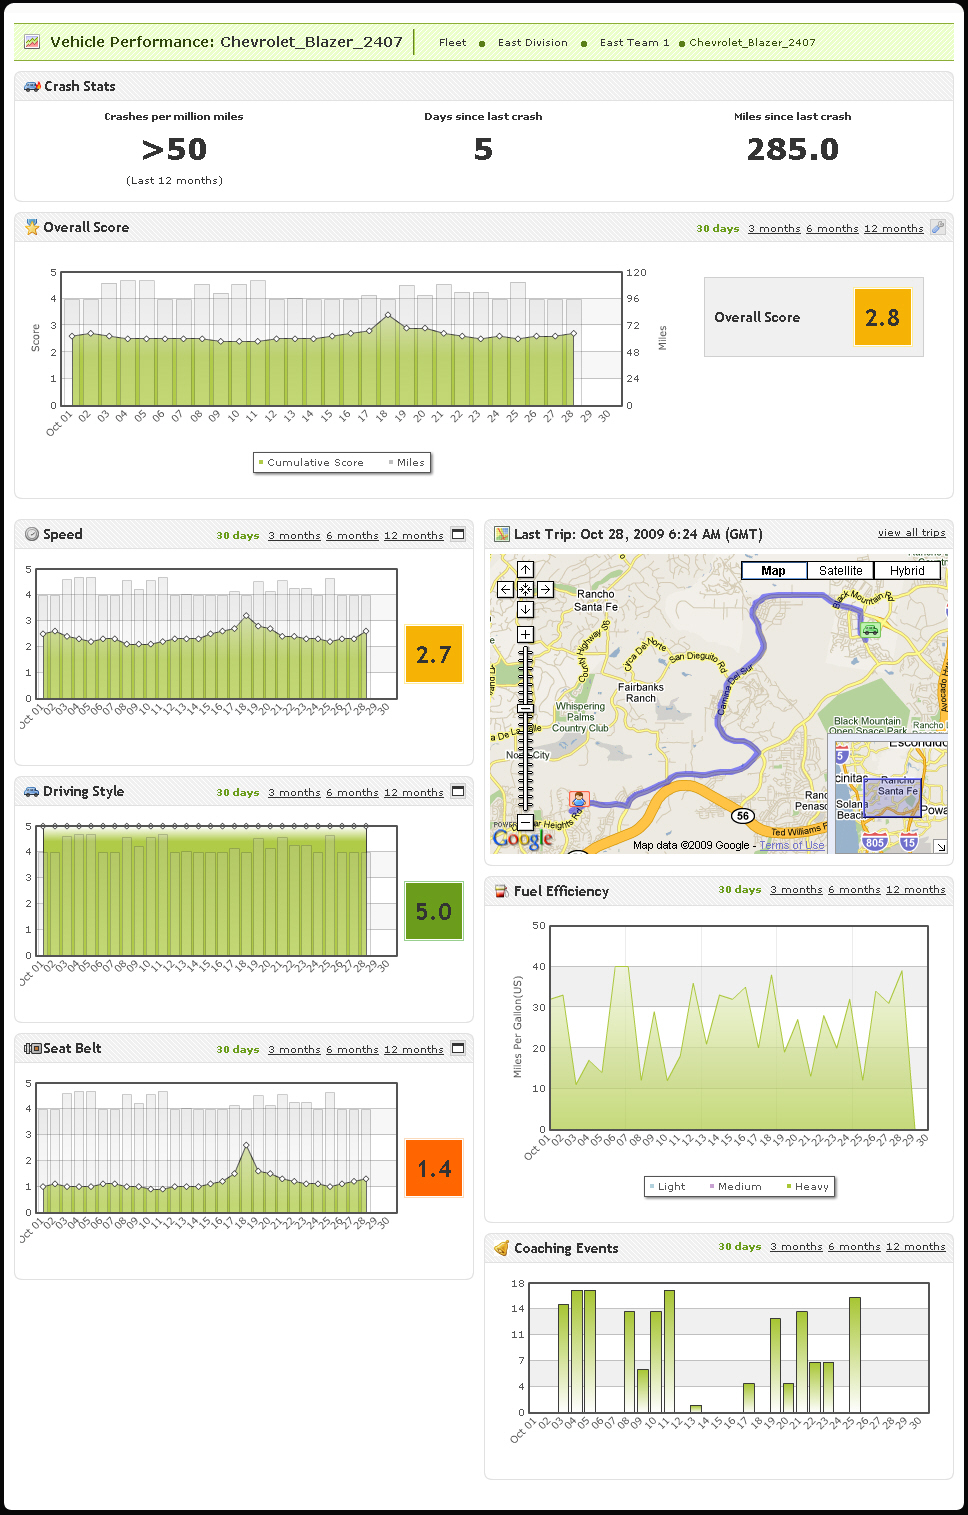 Vehicle Performance: Chevrolet_Blazer_2407 Fleet East Division East Team 1 Chevrolet_Blazer_2407
Crash Stats
Crashes per million miles Days since last crash Miles since last crash
>50 5 285.0
(Last 12 months)
Overall Score 30 days 3 months 6 months 12 months
5 120
4 96
3 72
2 48
1 24
0 0
Score
Miles
Oct 01 02 03 04 05 06 07 08 09 10 11 12 13 14 15 16 17 18 19 20 21 22 23 24 25 26 27 28 29 30
Cumulative Score Miles
Overall Score 2.8
Speed 30 days 3 months 6 months 12 months
5
4
3
2
1
0
Oct 01 02 03 04 05 06 07 08 09 10 11 12 13 14 15 16 17 18 19 20 21 22 23 24 25 26 27 28 29 30
2.7
Driving Style 30 days 3 months 6 months 12 months
5
4
3
2
1
0
Oct 01 02 03 04 05 06 07 08 09 10 11 12 13 14 15 16 17 18 19 20 21 22 23 24 25 26 27 28 29 30
5.0
Seat Belt 30 days 3 months 6 months 12 months
5
4
3
2
1
0
Oct 01 02 03 04 05 06 07 08 09 10 11 12 13 14 15 16 17 18 19 20 21 22 23 24 25 26 27 28 29 30
1.4
Last Trip: Oct 28, 2009 6:24 AM (GMT) view all trips
Map Satellite Hybrid
Rancho
Santa Fe
Black Mountain Rd
County Highway S6
Circa Del Norte
San Dieguito Rd
Camina Del Sur
Fairbanks
Ranch
Whispering
Palms
Country Club
Black Mountain
Open Space Park
Rancho
Escondido
5
Rancho
Santa Fe
Solana
Beach
Powa
805 15
56
Ted Williams P
POWERED
Google
Map data ©2009 Google - Terms of Use
Fuel Efficiency 30 days 3 months 6 months 12 months
50
40
30
20
10
0
Miles Per Gallon(US)
Oct 01 02 03 04 05 06 07 08 09 10 11 12 13 14 15 16 17 18 19 20 21 22 23 24 25 26 27 28 29 30
Light Medium Heavy
Coaching Events 30 days 3 months 6 months 12 months
18
14
11
7
4
0
Oct 01 02 03 04 05 06 07 08 09 10 11 12 13 14 15 16 17 18 19 20 21 22 23 24 25 26 27 28 29 30